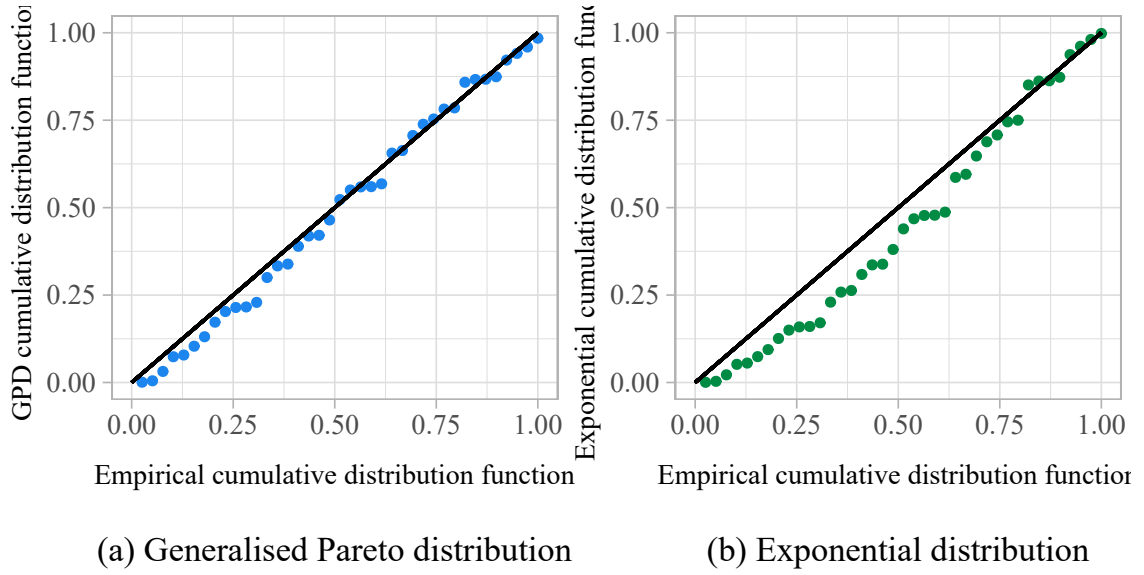 GPD cumulative distribution function
1.00
0.75
0.50
0.25
0.00
0.00 0.25 0.50 0.75 1.00
Empirical cumulative distribution function
(a) Generalised Pareto distribution
Exponential cumulative distribution func
1.00
0.75
0.50
0.25
0.00
0.00 0.25 0.50 0.75 1.00
Empirical cumulative distribution function
(b) Exponential distribution